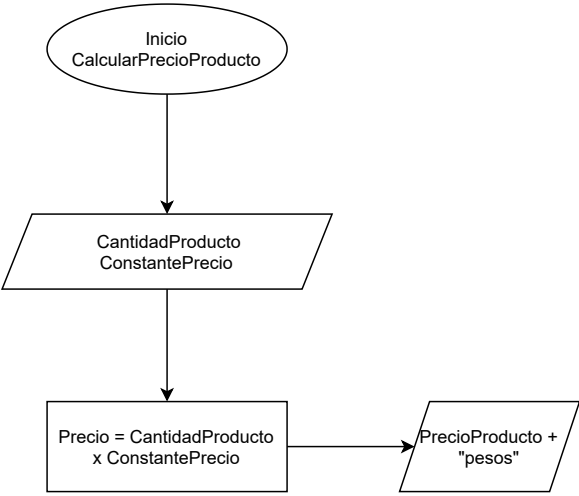 Inicio
CalcularPrecioProducto
CantidadProducto
ConstantePrecio
Precio = CantidadProducto
x ConstantePrecio
PrecioProducto +
"pesos"